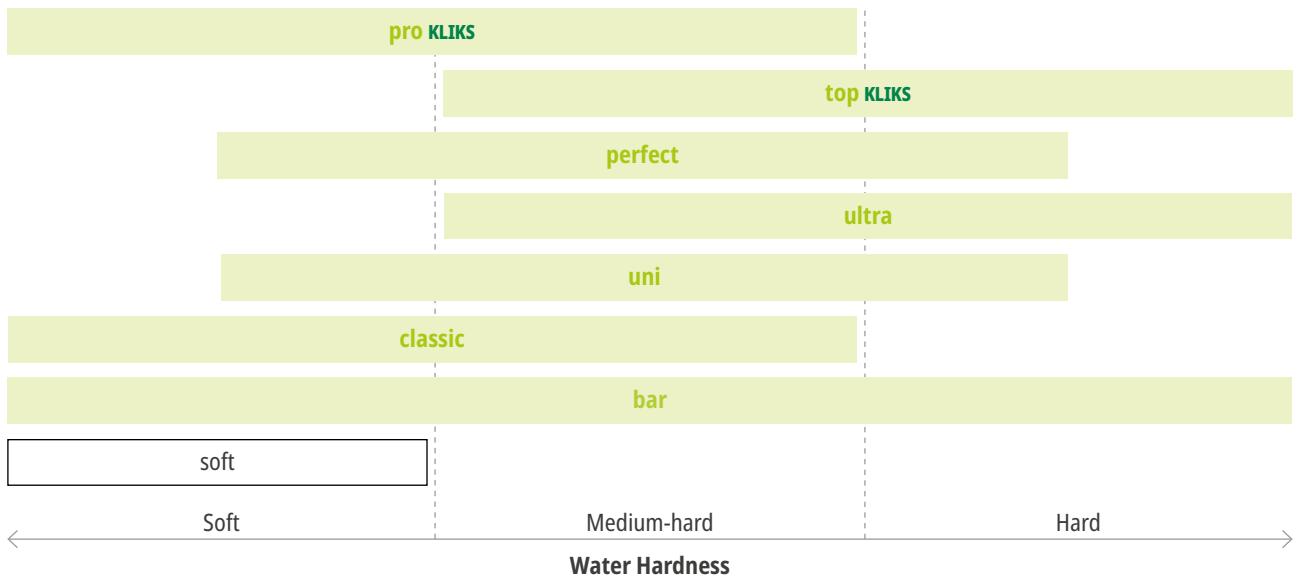 pro KLIKS
top KLIKS
perfect
ultra
uni
classic
bar
soft
Soft Medium-hard Hard
Water Hardness